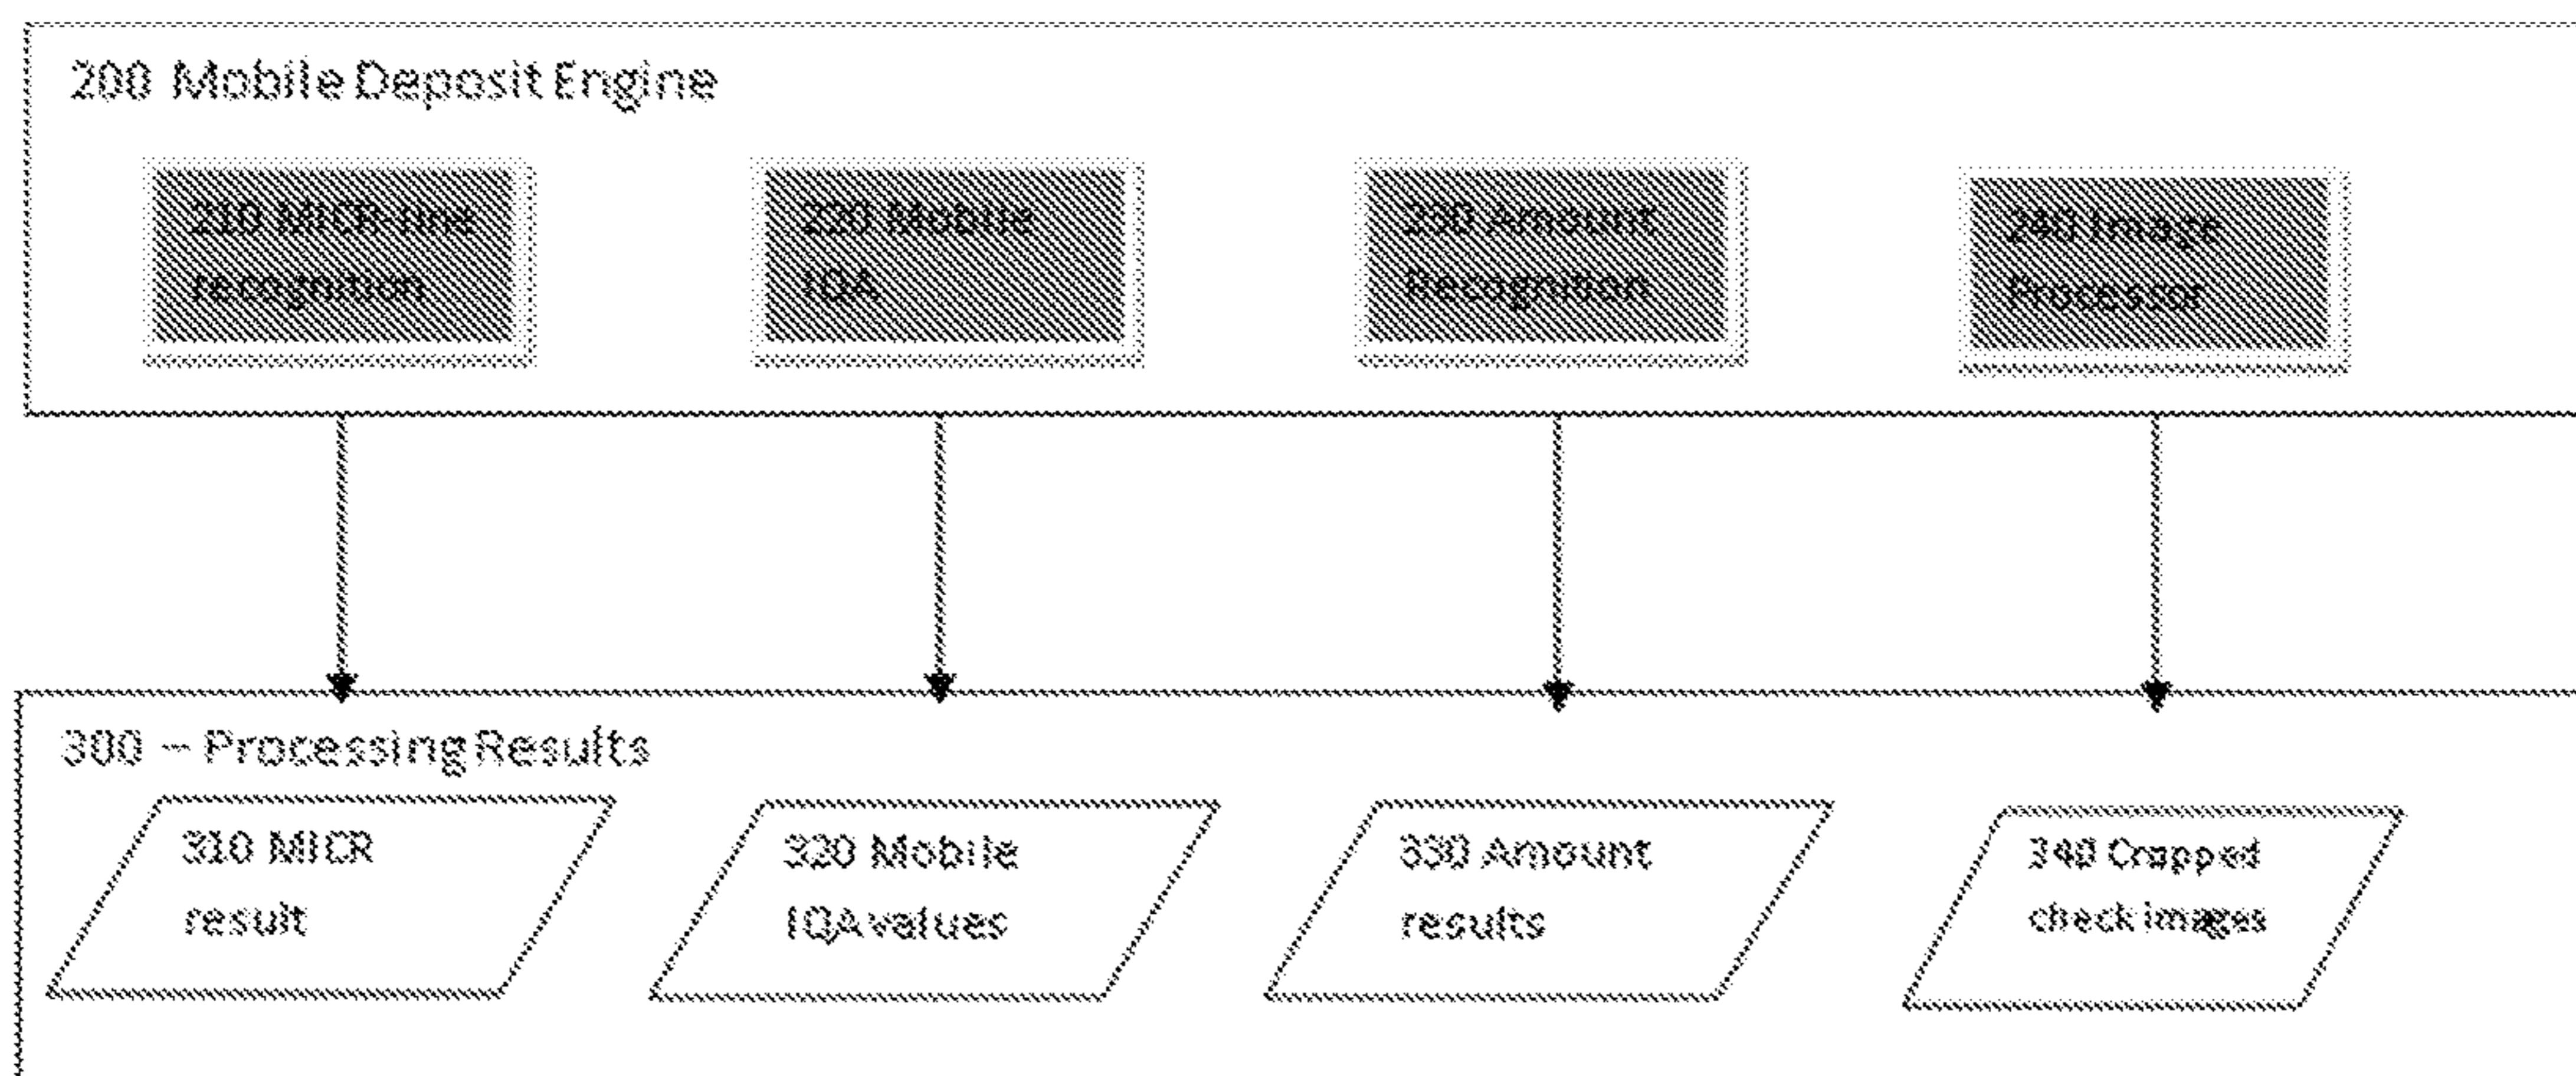 200 Mobile Deposit Engine
210 MICR-line
recognition
220 Mobile
IQA
230 Amount
Recognition
240 Image
Processor
300 – Processing Results
310 MICR
result
320 Mobile
IQA values
330 Amount
results
340 Cropped
check images